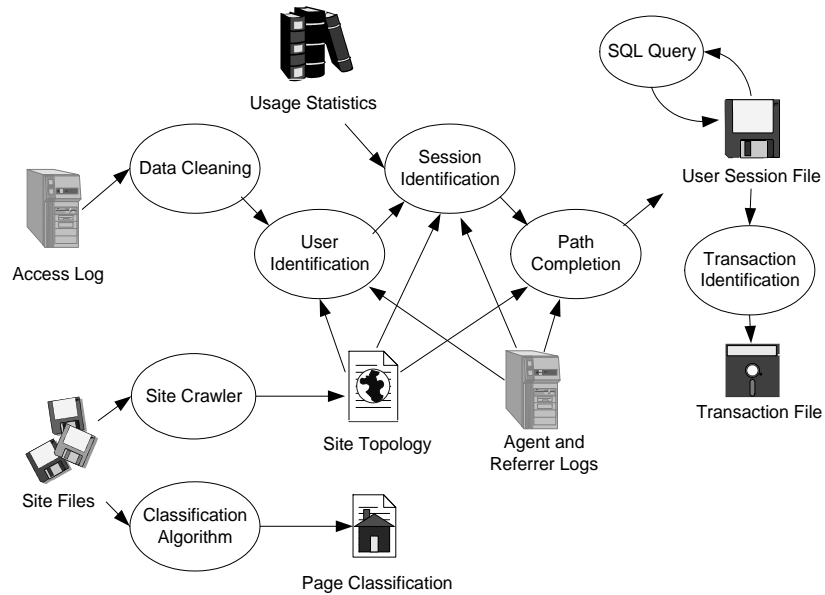 SQL Query
Usage Statistics
Data Cleaning
Session
Identification
User Session File
Access Log
User
Identification
Path
Completion
Transaction
Identification
Site Crawler
Site Topology
Agent and
Referrer Logs
Transaction File
Site Files
Classification
Algorithm
Page Classification